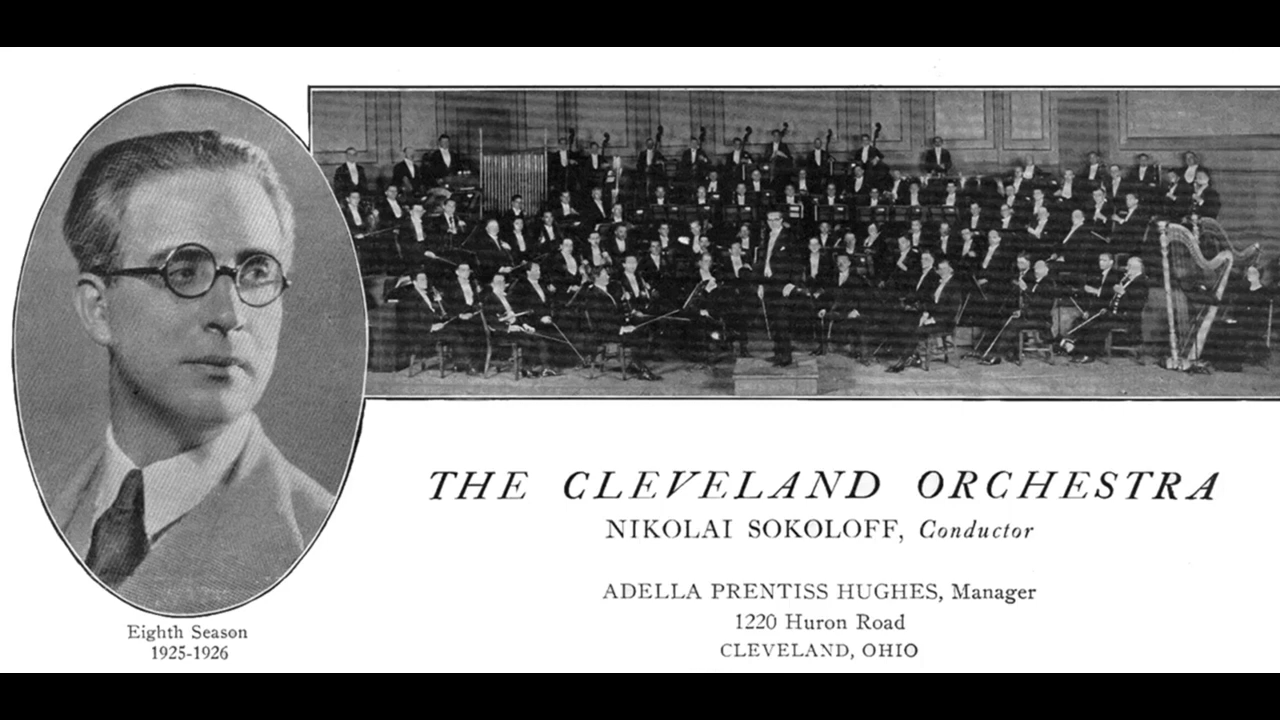 THE CLEVELAND ORCHESTRA
NIKOLAI SOKOLOFF, Conductor
ADELLA PRENTISS HUGHES, Manager
1220 Huron Road
CLEVELAND, OHIO
Eighth Season
1925-1926